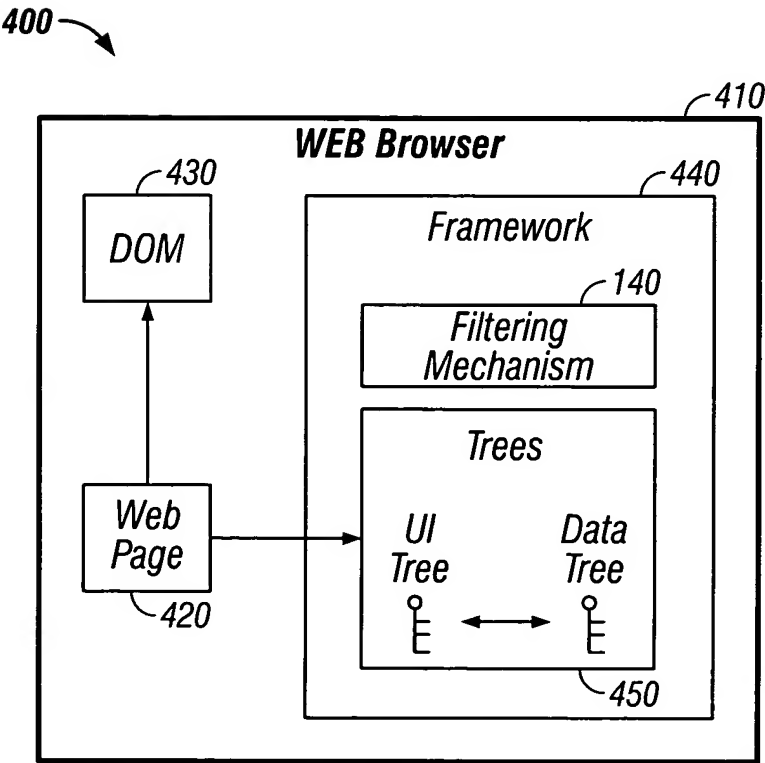 400
410
WEB Browser
430
DOM
440
Framework
140
Filtering
Mechanism
Trees
UI
Tree
Data
Tree
450
Web
Page
420